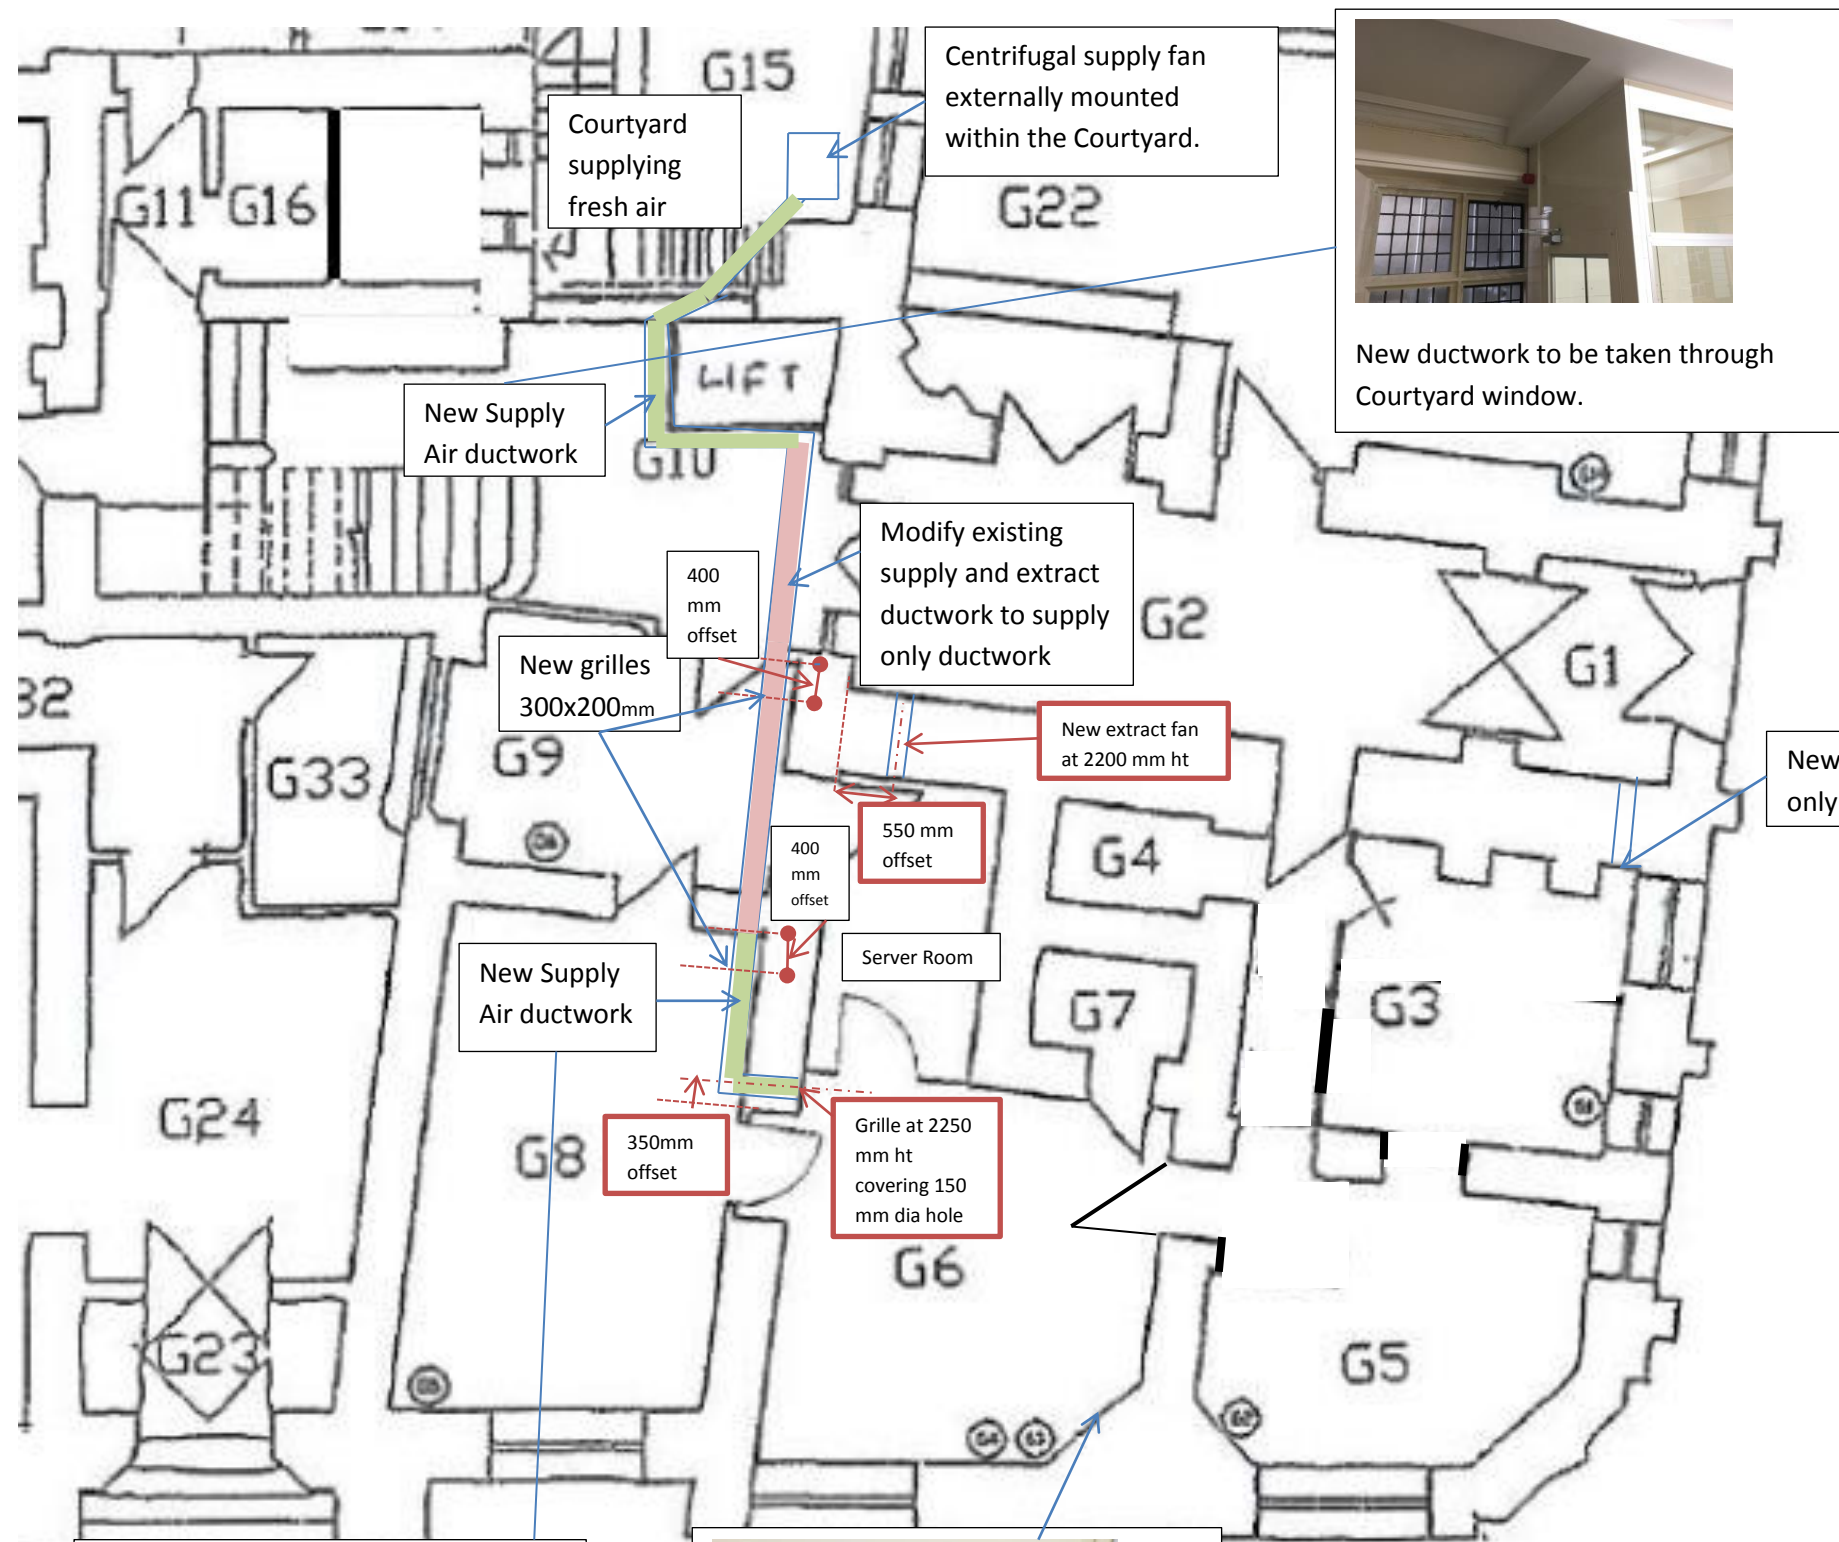 G15
Centrifugal supply fan
externally mounted
within the Courtyard.
Courtyard
supplying
fresh air
G11
G16
G22
New ductwork to be taken through
Courtyard window.
LIFT
New Supply
Air ductwork
G10
Modify existing
supply and extract
ductwork to supply
only ductwork
400
mm
offset
G2
G1
New grilles
300x200mm
32
G33
G9
New extract fan
at 2200 mm ht
New
only
550 mm
offset
400
mm
offset
G4
Server Room
New Supply
Air ductwork
G7
G3
G24
G8
350mm
offset
Grille at 2250
mm ht
covering 150
mm dia hole
G6
G23
G5